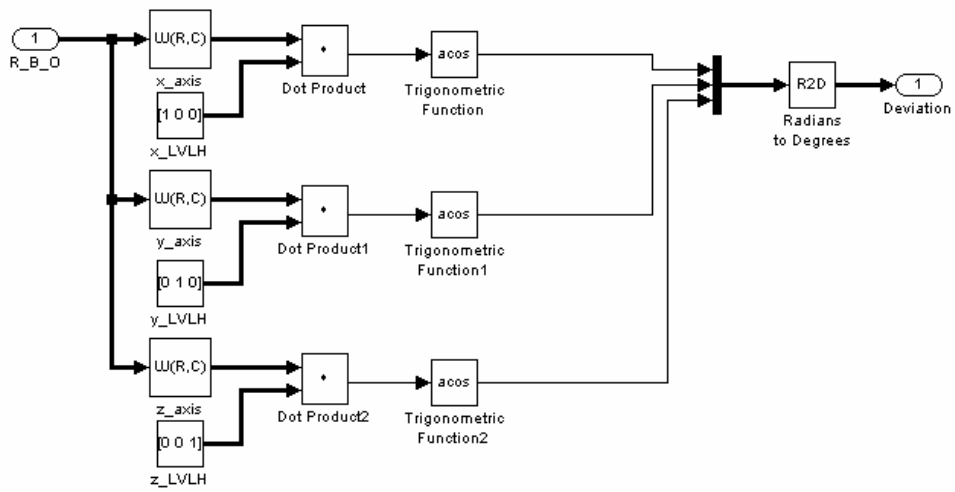 1
R_B_O
U(R,C)
x_axis
[1 0 0]
x_LVLH
Dot Product
acos
Trigonometric
Function
R2D
Radians
to Degrees
1
Deviation
U(R,C)
y_axis
[0 1 0]
y_LVLH
Dot Product1
acos
Trigonometric
Function1
U(R,C)
z_axis
[0 0 1]
z_LVLH
Dot Product2
acos
Trigonometric
Function2